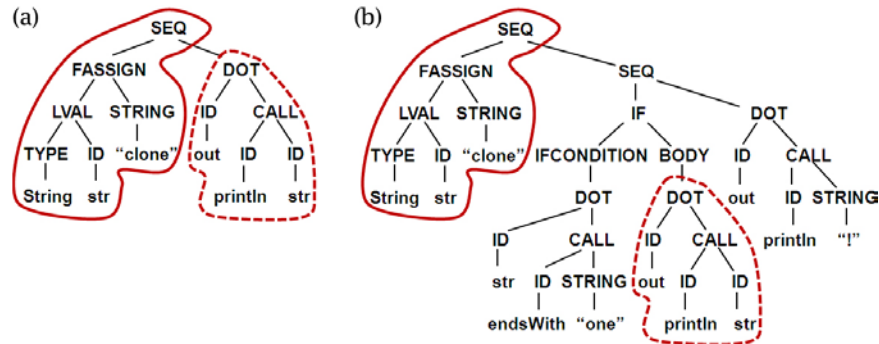 (a)
SEQ
FASSIGN DOT
LVAL STRING ID CALL
TYPE ID "clone" out ID ID
String str println str
(b)
SEQ
FASSIGN SEQ
LVAL STRING IF DOT
TYPE ID "clone" IFCONDITION BODY ID CALL
String str DOT DOT out ID STRING
ID CALL ID CALL println "!"
str ID STRING out ID ID
endsWith "one" println str